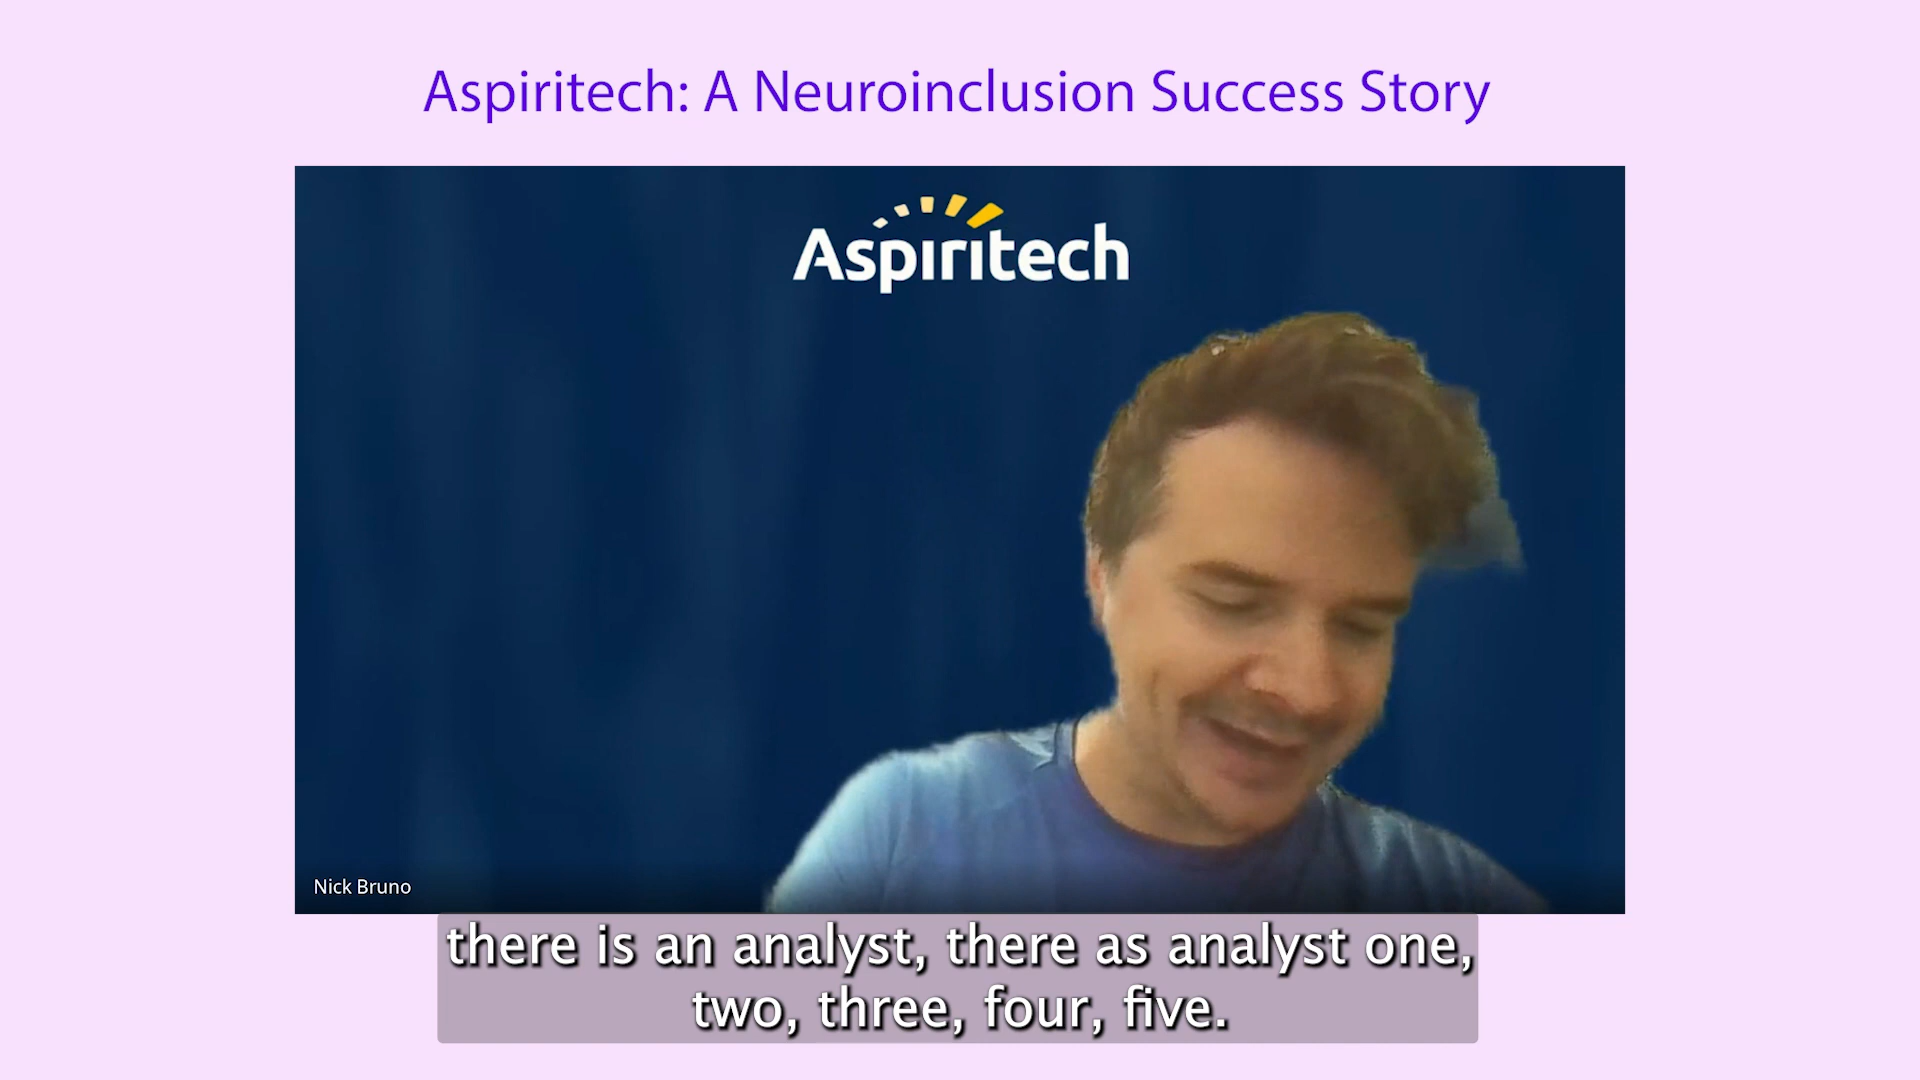 Aspiritech: A Neuroinclusion Success Story
Aspiritech
Nick Bruno
there is an analyst, there as analyst one,
two, three, four, five.